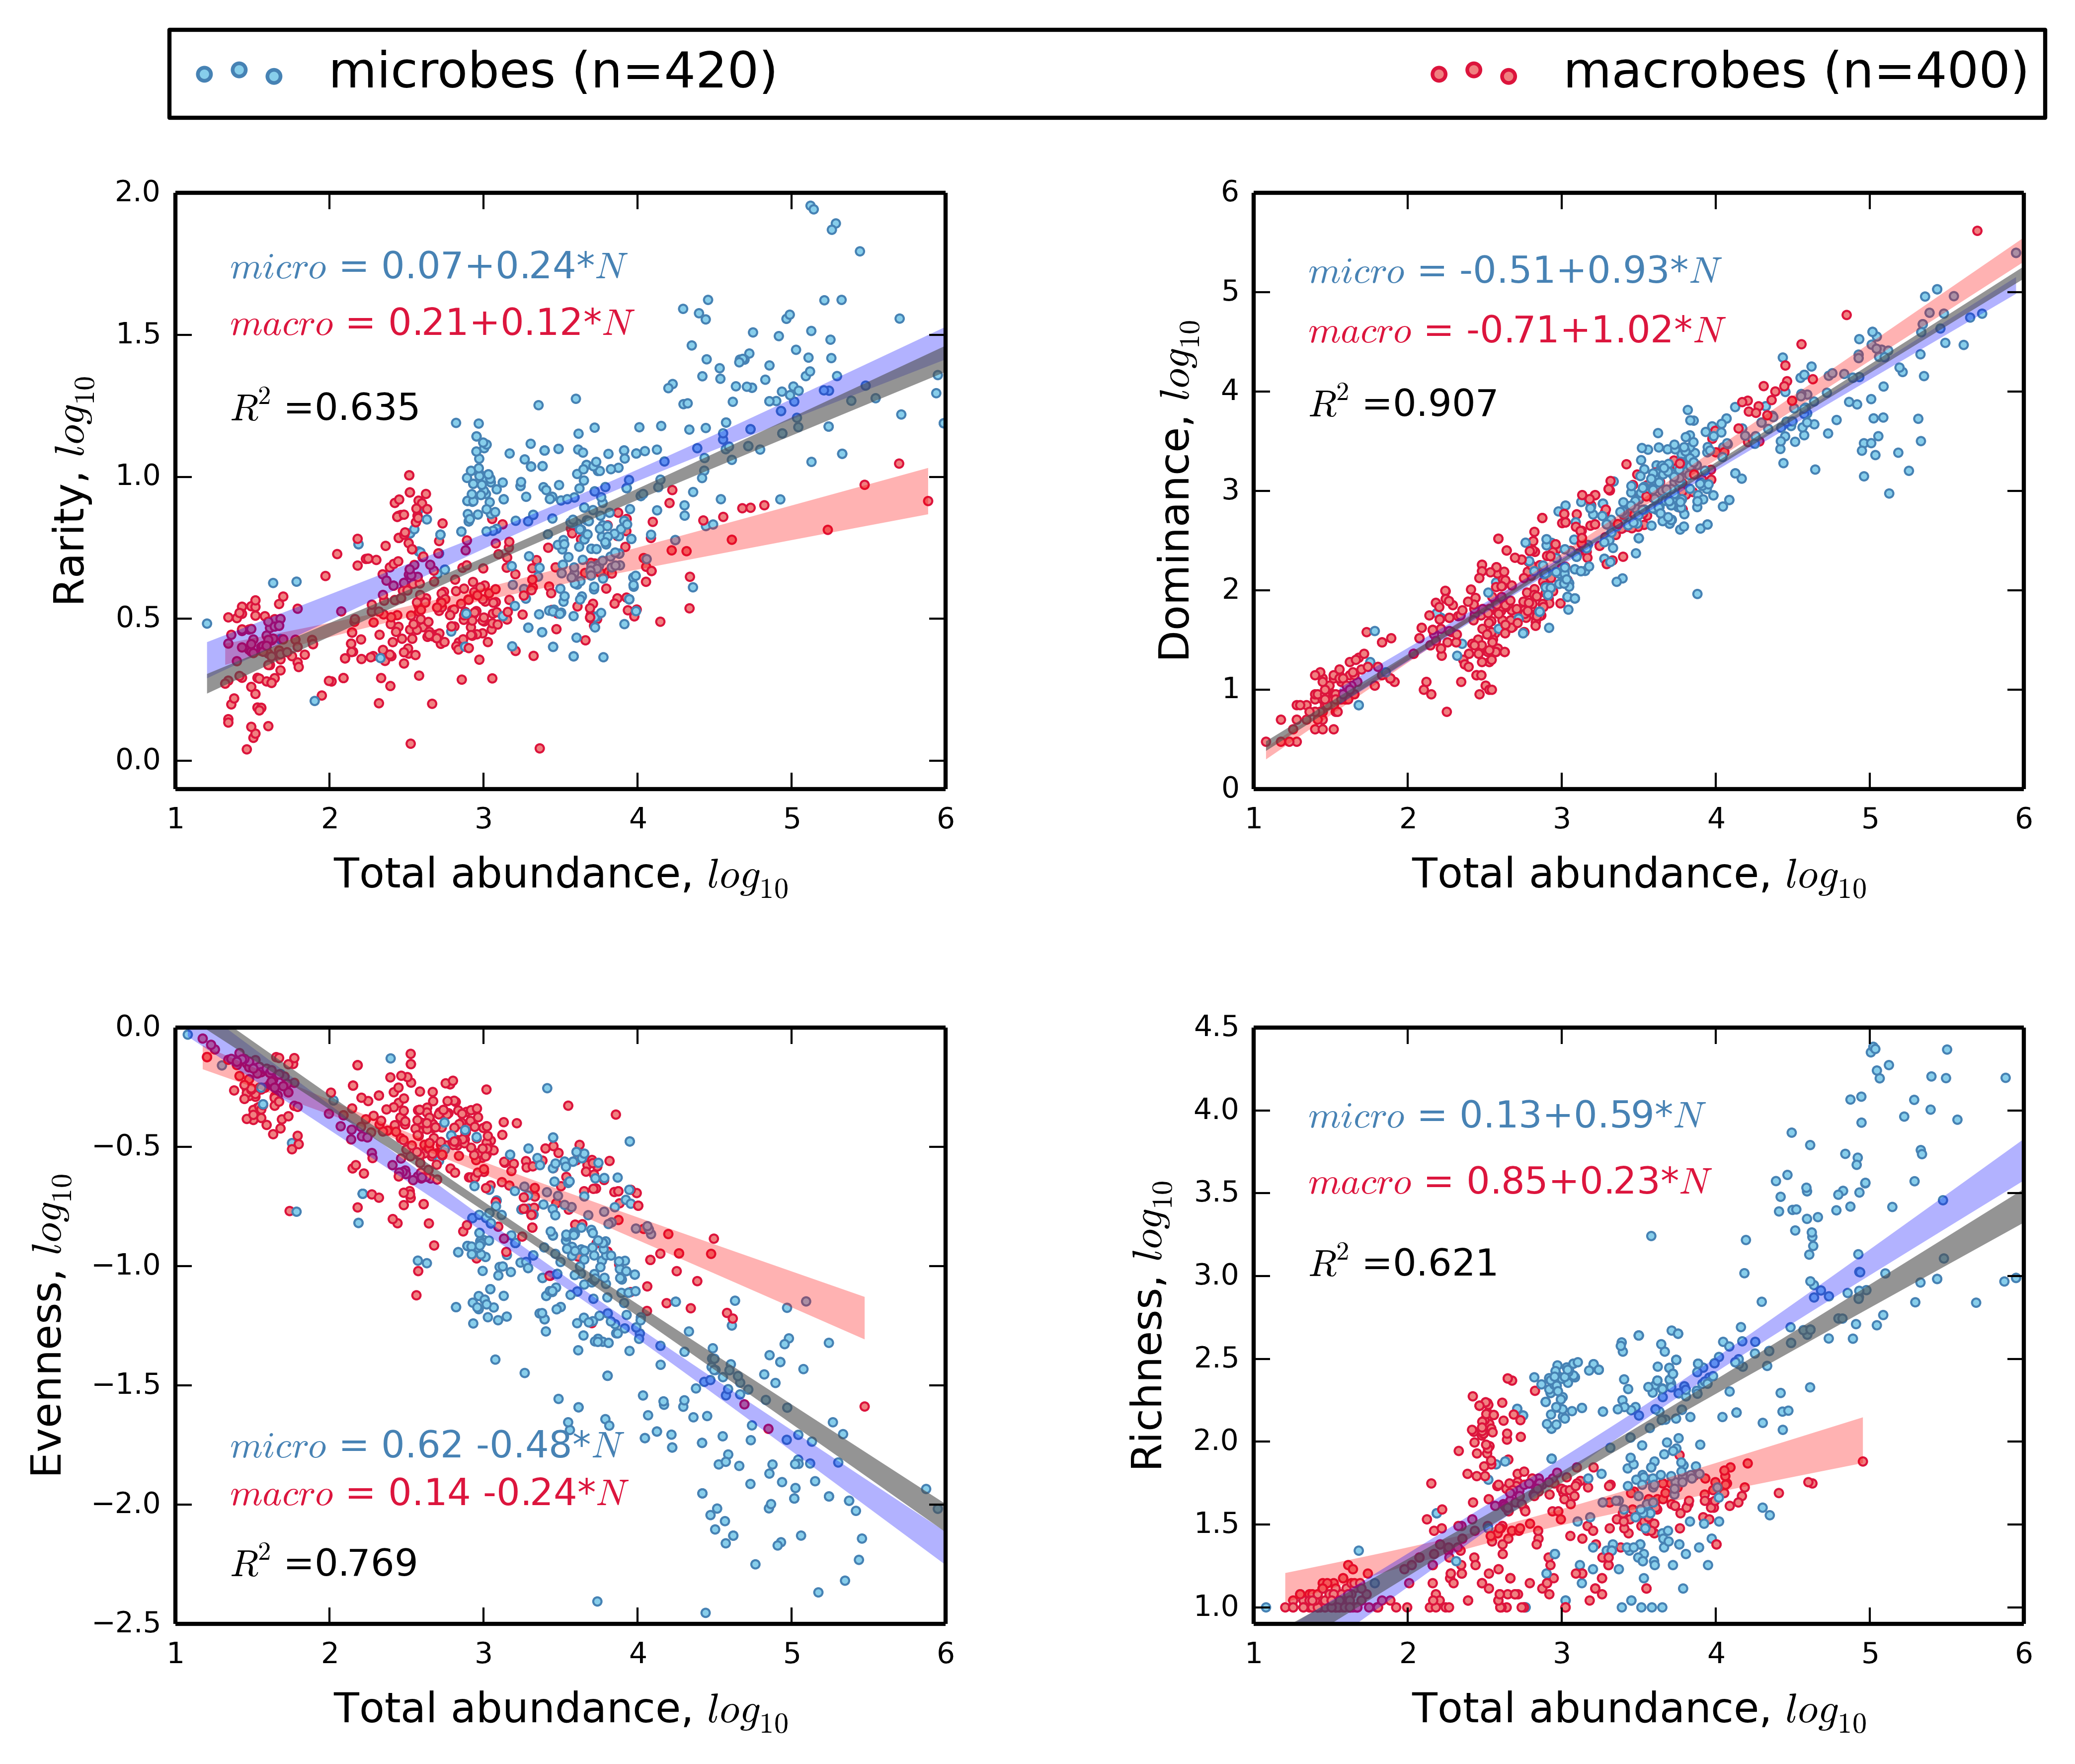 microbes (n=420) macrobes (n=400)
2.0
1.5
1.0
0.5
0.0
Rarity, log10
micro = 0.07+0.24*N
macro = 0.21+0.12*N
R² =0.635
1 2 3 4 5 6
Total abundance, log10
6
5
4
3
2
1
0
Dominance, log10
micro = -0.51+0.93*N
macro = -0.71+1.02*N
R² =0.907
1 2 3 4 5 6
Total abundance, log10
0.0
−0.5
−1.0
−1.5
−2.0
−2.5
Evenness, log10
micro = 0.62 -0.48*N
macro = 0.14 -0.24*N
R² =0.769
1 2 3 4 5 6
Total abundance, log10
4.5
4.0
3.5
3.0
2.5
2.0
1.5
1.0
Richness, log10
micro = 0.13+0.59*N
macro = 0.85+0.23*N
R² =0.621
1 2 3 4 5 6
Total abundance, log10